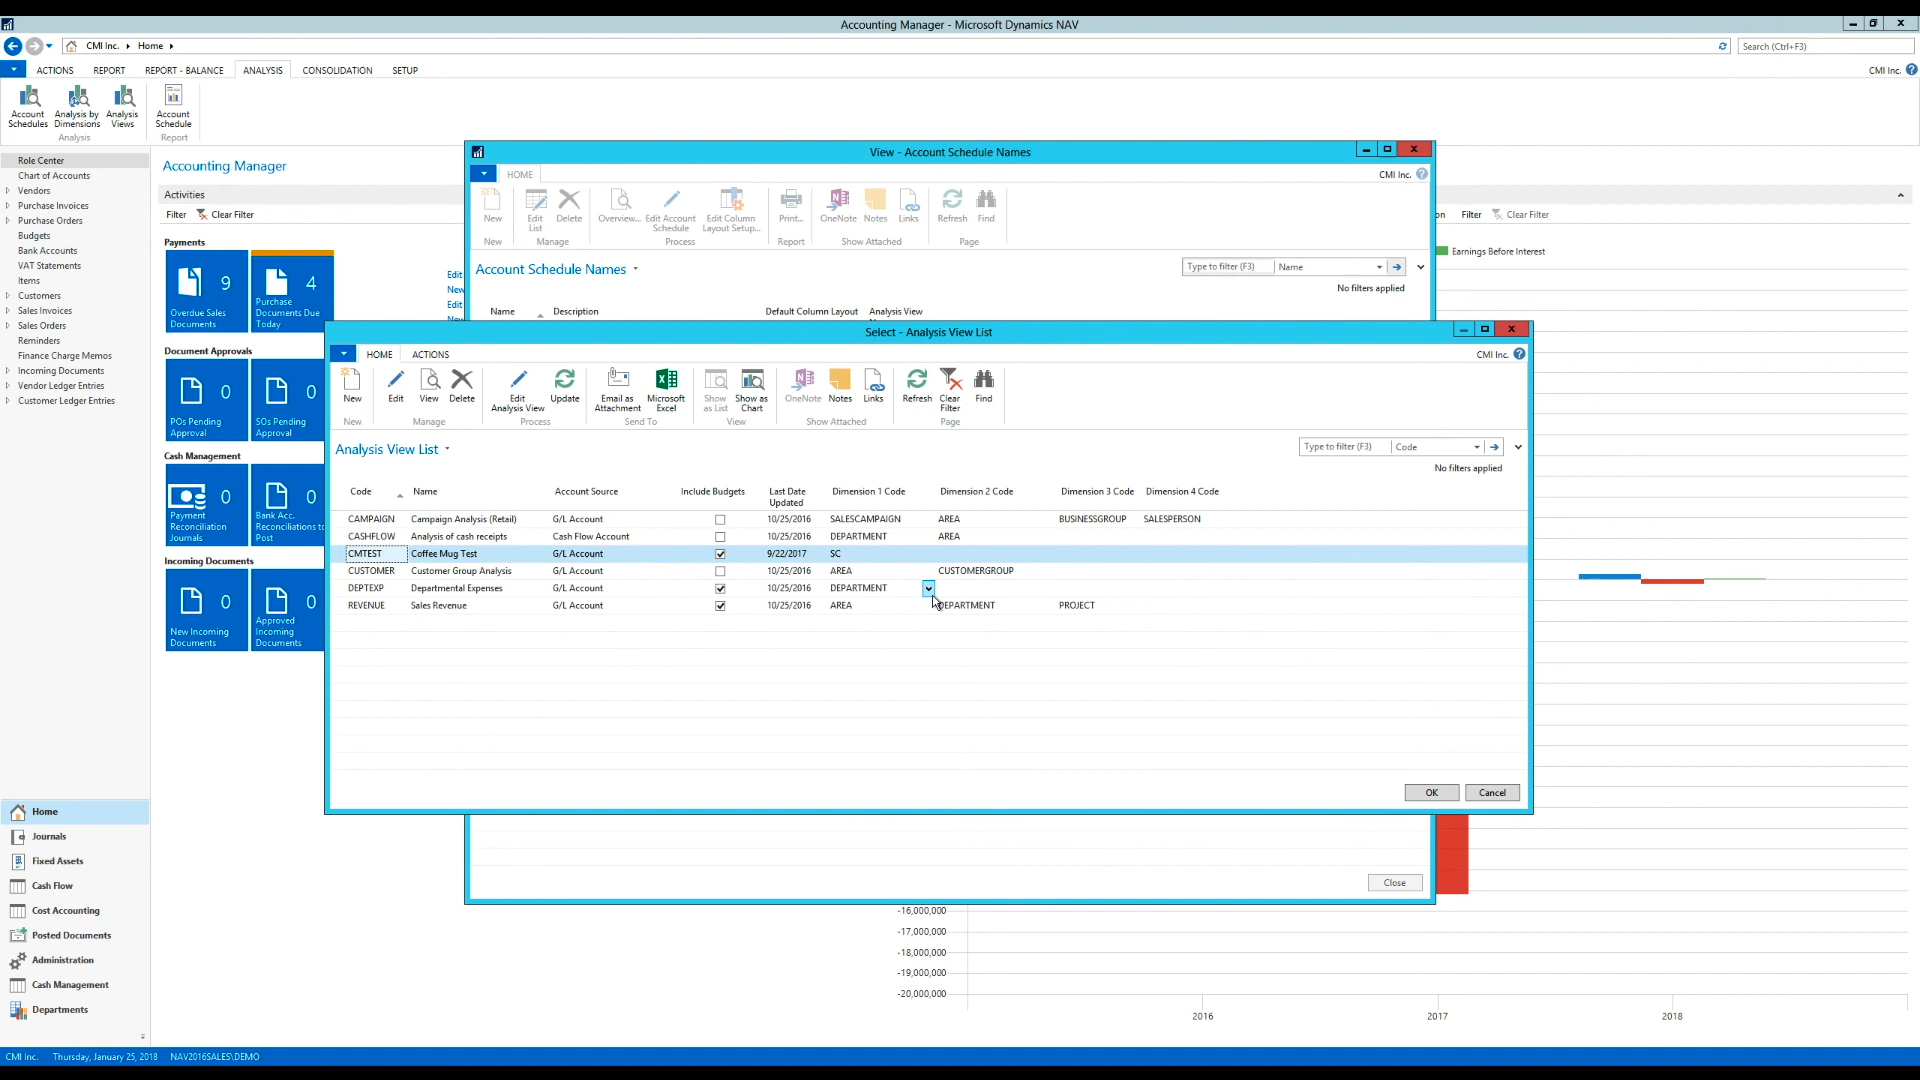 Accounting Manager - Microsoft Dynamics NAV
CMI Inc. Home
Search (Ctrl+F3)
ACTIONS REPORT REPORT - BALANCE ANALYSIS CONSOLIDATION SETUP
CMI Inc.
Account Schedules
Analysis by Dimensions
Analysis Views
Account Schedule
Analysis
Report
Role Center
Chart of Accounts
Vendors
Purchase Invoices
Purchase Orders
Budgets
Bank Accounts
VAT Statements
Items
Customers
Sales Invoices
Sales Orders
Reminders
Finance Charge Memos
Incoming Documents
Vendor Ledger Entries
Customer Ledger Entries
Home
Journals
Fixed Assets
Cash Flow
Cost Accounting
Posted Documents
Administration
Cash Management
Departments
Accounting Manager
Activities
Filter Clear Filter
Payments
9
Overdue Sales Documents
4
Purchase Documents Due Today
Document Approvals
0
POs Pending Approval
0
SOs Pending Approval
Cash Management
0
Payment Reconciliation Journals
0
Bank Acc. Reconciliations to Post
Incoming Documents
0
New Incoming Documents
0
Approved Incoming Documents
Edit
New
Edit
View - Account Schedule Names
HOME
CMI Inc.
New
Edit List
Delete
Overview...
Edit Account Schedule
Edit Column Layout Setup...
Print...
OneNote
Notes
Links
Refresh
Find
New Manage Process Report Show Attached Page
Account Schedule Names
Type to filter (F3) Name
No filters applied
Name Description Default Column Layout Analysis View
on Filter Clear Filter
Earnings Before Interest
Select - Analysis View List
HOME ACTIONS
CMI Inc.
New
Edit
View
Delete
Edit Analysis View
Update
Email as Attachment
Microsoft Excel
Show as List
Show as Chart
OneNote
Notes
Links
Refresh
Clear Filter
Find
New Manage Process Send To View Show Attached Page
Analysis View List
Type to filter (F3) Code
No filters applied
Code Name Account Source Include Budgets Last Date Updated Dimension 1 Code Dimension 2 Code Dimension 3 Code Dimension 4 Code
CAMPAIGN Campaign Analysis (Retail) G/L Account 10/25/2016 SALESCAMPAIGN AREA BUSINESSGROUP SALESPERSON
CASHFLOW Analysis of cash receipts Cash Flow Account 10/25/2016 DEPARTMENT AREA
CMTEST Coffee Mug Test G/L Account 9/22/2017 SC
CUSTOMER Customer Group Analysis G/L Account 10/25/2016 AREA CUSTOMERGROUP
DEPTEXP Departmental Expenses G/L Account 10/25/2016 DEPARTMENT
REVENUE Sales Revenue G/L Account 10/25/2016 AREA DEPARTMENT PROJECT
OK Cancel
Close
-16,000,000
-17,000,000
-18,000,000
-19,000,000
-20,000,000
2016 2017 2018
CMI Inc. Thursday, January 25, 2018 NAV2016SALES\DEMO